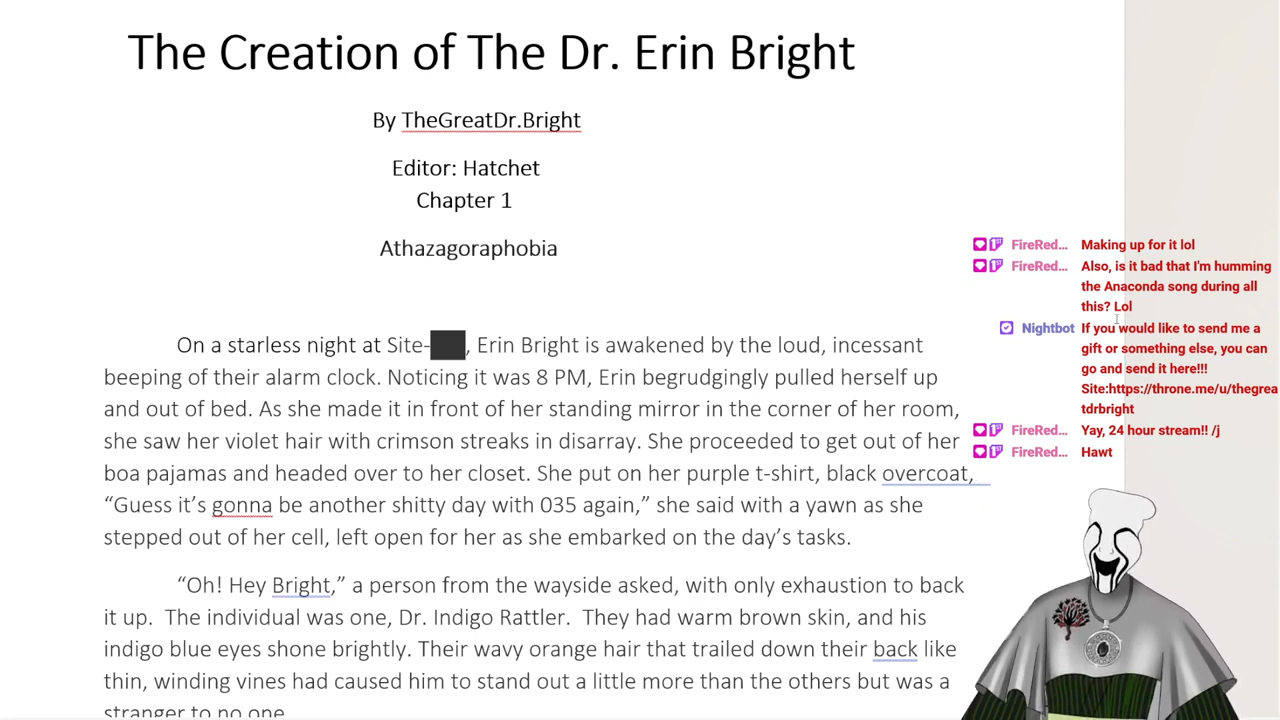 The Creation of The Dr. Erin Bright
By TheGreatDr.Bright
Editor: Hatchet
Chapter 1
Athazagoraphobia
On a starless night at Site- , Erin Bright is awakened by the loud, incessant
beeping of their alarm clock. Noticing it was 8 PM, Erin begrudgingly pulled herself up
and out of bed. As she made it in front of her standing mirror in the corner of her room,
she saw her violet hair with crimson streaks in disarray. She proceeded to get out of her
boa pajamas and headed over to her closet. She put on her purple t-shirt, black overcoat,
“Guess it’s gonna be another shitty day with 035 again,” she said with a yawn as she
stepped out of her cell, left open for her as she embarked on the day’s tasks.
“Oh! Hey Bright,” a person from the wayside asked, with only exhaustion to back
it up. The individual was one, Dr. Indigo Rattler. They had warm brown skin, and his
indigo blue eyes shone brightly. Their wavy orange hair that trailed down their back like
thin, winding vines had caused him to stand out a little more than the others but was a
stranger to no one
FireRed... Making up for it lol
FireRed... Also, is it bad that I'm humming
the Anaconda song during all
this? Lol
Nightbot If you would like to send me a
gift or something else, you can
go and send it here!!!
Site:https://throne.me/u/thegrea
tdrbright
FireRed... Yay, 24 hour stream!! /j
FireRed... Hawt